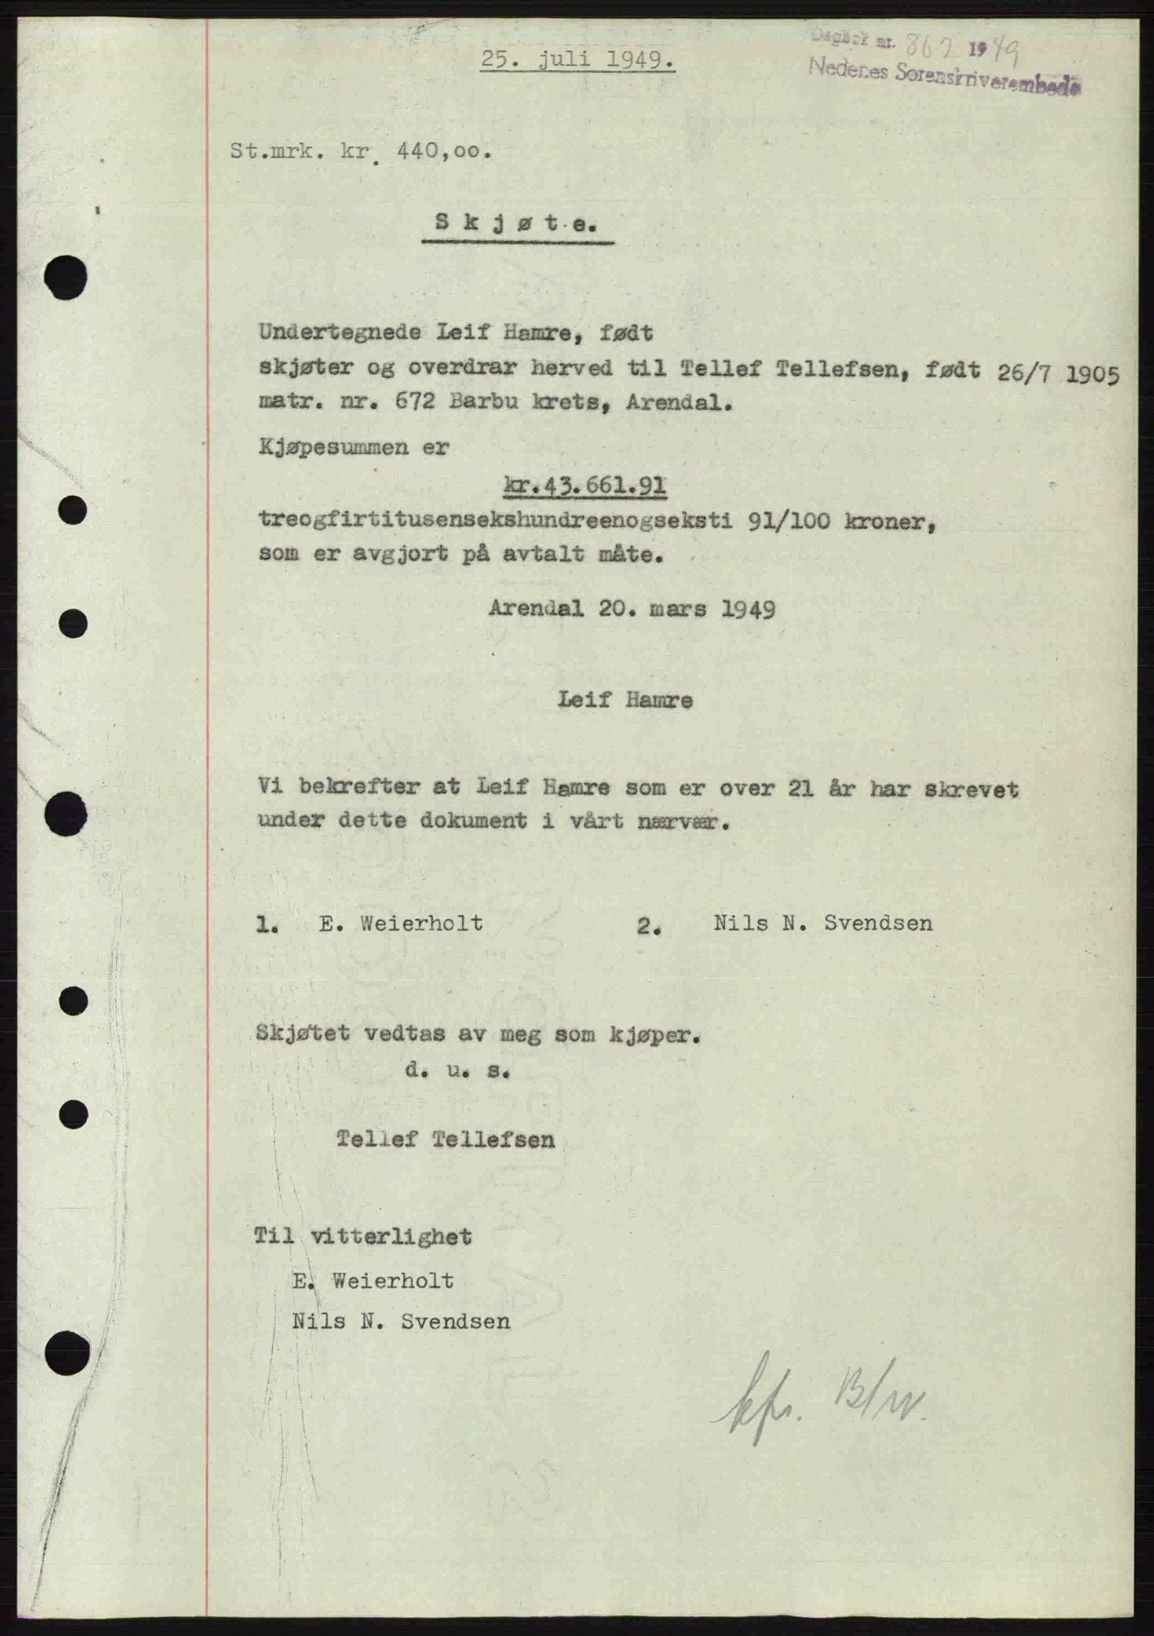 25. juli 1949.
Dagbok nr. 867 1949
Nedenes Sorenskriverembede
St.mrk. kr. 440,oo.
S k j ø t e.
Undertegnede Leif Hamre, født
skjøter og overdrar herved til Tellef Tellefsen, født 26/7 1905
matr. nr. 672 Barbu krets, Arendal.
Kjøpesummen er
kr.43.661.91
treogfirtitusensekshundreenogseksti 91/100 kroner,
som er avgjort på avtalt måte.
Arendal 20. mars 1949
Leif Hamre
Vi bekrefter at Leif Hamre som er over 21 år har skrevet
under dette dokument i vårt nærvær.
1. E. Weierholt 2. Nils N. Svendsen
Skjøtet vedtas av meg som kjøper.
d. u. s.
Tellef Tellefsen
Til vitterlighet
E. Weierholt
Nils N. Svendsen